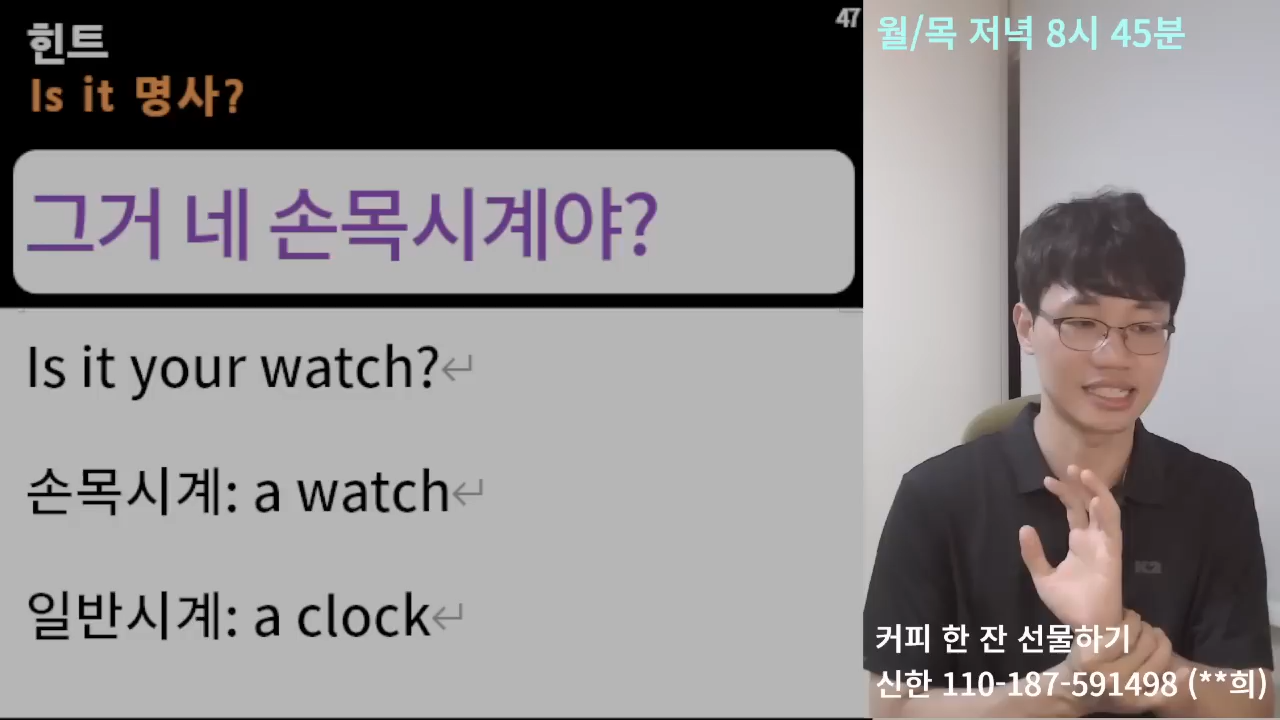 힌트
47
Is it 명사?
그거 네 손목시계야?
Is it your watch?↵
손목시계: a watch↵
일반시계: a clock↵
월/목 저녁 8시 45분
K2
커피 한 잔 선물하기
신한 110-187-591498 (**희)